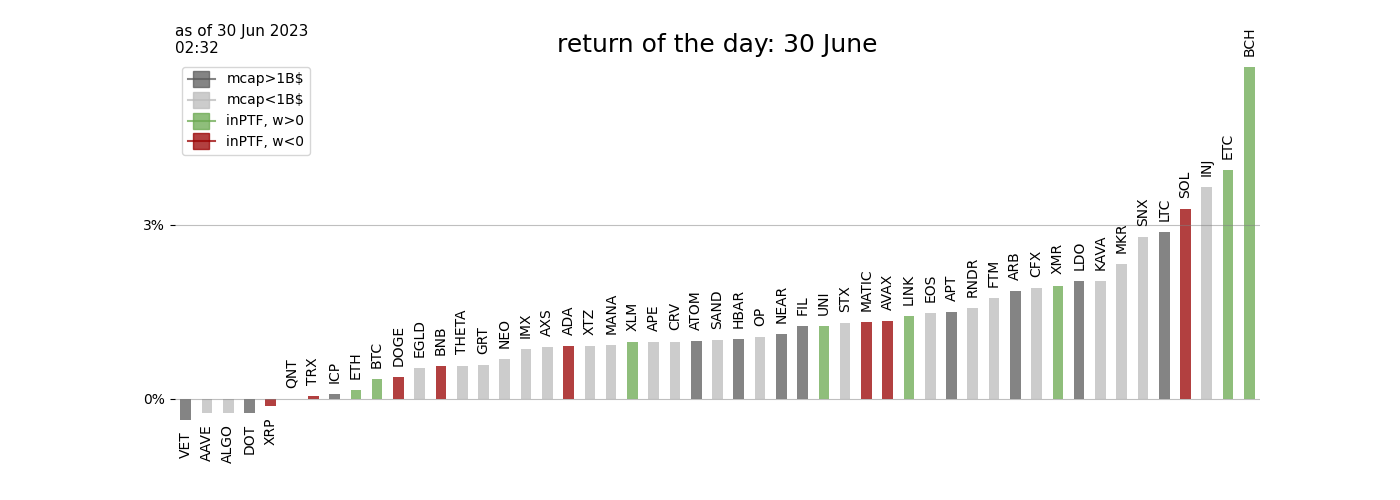 as of 30 Jun 2023
02:32
return of the day: 30 June
mcap>1B$
mcap<1B$
inPTF, w>0
inPTF, w<0
3%
0%
VET
AAVE
ALGO
DOT
XRP
QNT
TRX
ICP
ETH
BTC
DOGE
EGLD
BNB
THETA
GRT
NEO
IMX
AXS
ADA
XTZ
MANA
XLM
APE
CRV
ATOM
SAND
HBAR
OP
NEAR
FIL
UNI
STX
MATIC
AVAX
LINK
EOS
APT
RNDR
FTM
ARB
CFX
XMR
LDO
KAVA
MKR
SNX
LTC
SOL
INJ
ETC
BCH